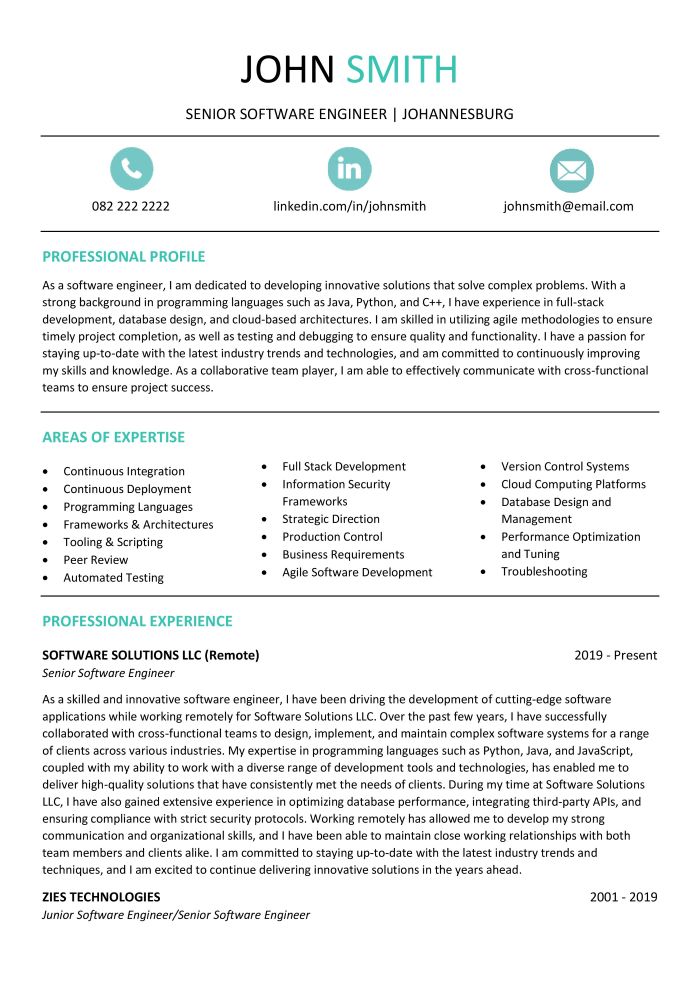 JOHN SMITH
SENIOR SOFTWARE ENGINEER | JOHANNESBURG
082 222 2222
in
linkedin.com/in/johnsmith
johnsmith@email.com
PROFESSIONAL PROFILE
As a software engineer, I am dedicated to developing innovative solutions that solve complex problems. With a
strong background in programming languages such as Java, Python, and C++, I have experience in full-stack
development, database design, and cloud-based architectures. I am skilled in utilizing agile methodologies to ensure
timely project completion, as well as testing and debugging to ensure quality and functionality. I have a passion for
staying up-to-date with the latest industry trends and technologies, and am committed to continuously improving
my skills and knowledge. As a collaborative team player, I am able to effectively communicate with cross-functional
teams to ensure project success.
AREAS OF EXPERTISE
• Continuous Integration
• Continuous Deployment
• Programming Languages
• Frameworks & Architectures
• Tooling & Scripting
• Peer Review
• Automated Testing
• Full Stack Development
• Information Security
Frameworks
• Strategic Direction
• Production Control
• Business Requirements
• Agile Software Development
• Version Control Systems
• Cloud Computing Platforms
• Database Design and
Management
• Performance Optimization
and Tuning
• Troubleshooting
PROFESSIONAL EXPERIENCE
SOFTWARE SOLUTIONS LLC (Remote) 2019 - Present
Senior Software Engineer
As a skilled and innovative software engineer, I have been driving the development of cutting-edge software
applications while working remotely for Software Solutions LLC. Over the past few years, I have successfully
collaborated with cross-functional teams to design, implement, and maintain complex software systems for a range
of clients across various industries. My expertise in programming languages such as Python, Java, and JavaScript,
coupled with my ability to work with a diverse range of development tools and technologies, has enabled me to
deliver high-quality solutions that have consistently met the needs of clients. During my time at Software Solutions
LLC, I have also gained extensive experience in optimizing database performance, integrating third-party APIs, and
ensuring compliance with strict security protocols. Working remotely has allowed me to develop my strong
communication and organizational skills, and I have been able to maintain close working relationships with both
team members and clients alike. I am committed to staying up-to-date with the latest industry trends and
techniques, and I am excited to continue delivering innovative solutions in the years ahead.
ZIES TECHNOLOGIES 2001 - 2019
Junior Software Engineer/Senior Software Engineer